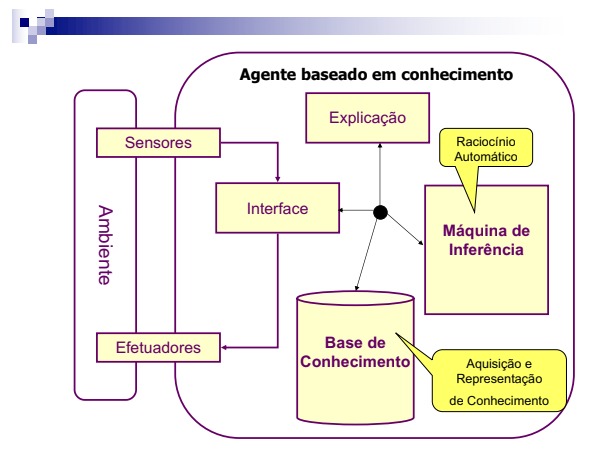 Agente baseado em conhecimento
Explicação
Raciocínio
Automático
Sensores
Interface
Máquina de
Inferência
Ambiente
Efetuadores
Base de
Conhecimento
Aquisição e
Representação
de Conhecimento